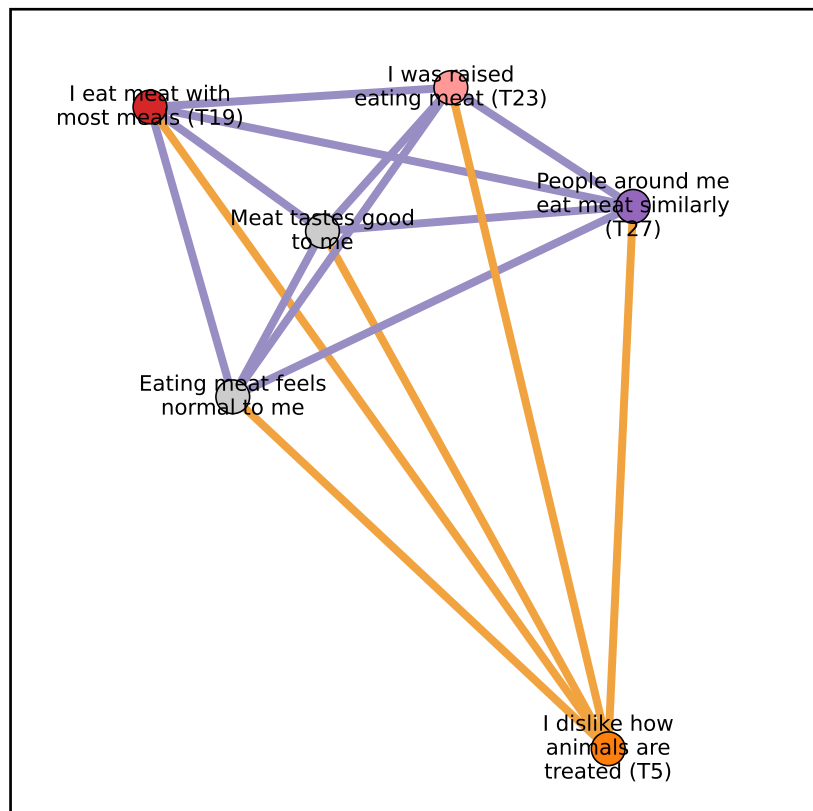 I was raised
eating meat (T23)
I eat meat with
most meals (T19)
People around me
eat meat similarly
(T27)
Meat tastes good
to me
Eating meat feels
normal to me
I dislike how
animals are
treated (T5)